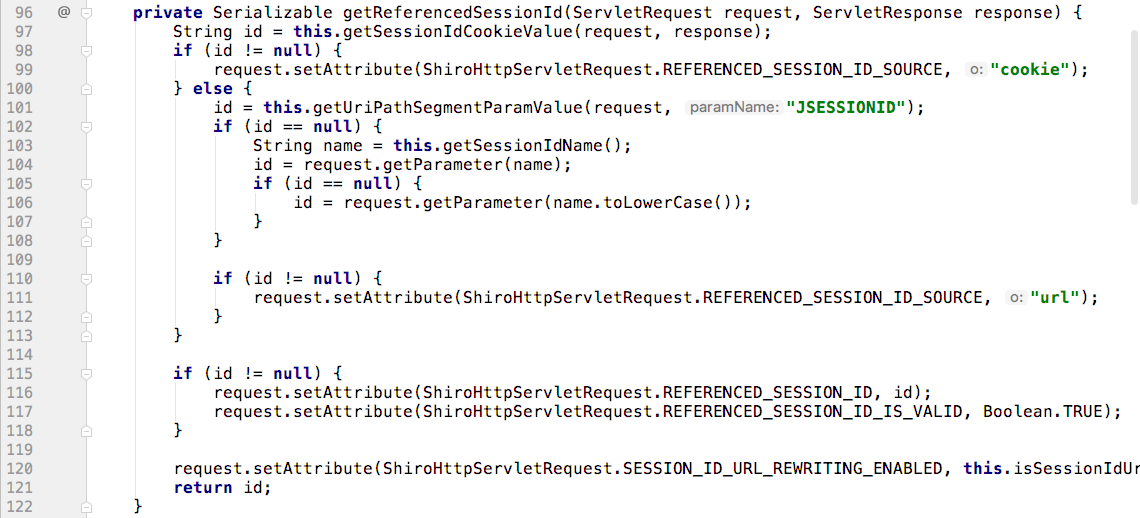 96 @ private Serializable getReferencedSessionId(ServletRequest request, ServletResponse response) {
97 String id = this.getSessionIdCookieValue(request, response);
98 if (id != null) {
99 request.setAttribute(ShiroHttpServletRequest.REFERENCED_SESSION_ID_SOURCE, o: "cookie");
100 } else {
101 id = this.getUriPathSegmentParamValue(request, paramName: "JSESSIONID");
102 if (id == null) {
103 String name = this.getSessionIdName();
104 id = request.getParameter(name);
105 if (id == null) {
106 id = request.getParameter(name.toLowerCase());
107 }
108 }
109
110 if (id != null) {
111 request.setAttribute(ShiroHttpServletRequest.REFERENCED_SESSION_ID_SOURCE, o: "url");
112 }
113 }
114
115 if (id != null) {
116 request.setAttribute(ShiroHttpServletRequest.REFERENCED_SESSION_ID, id);
117 request.setAttribute(ShiroHttpServletRequest.REFERENCED_SESSION_ID_IS_VALID, Boolean.TRUE);
118 }
119
120 request.setAttribute(ShiroHttpServletRequest.SESSION_ID_URL_REWRITING_ENABLED, this.isSessionIdUr
121 return id;
122 }